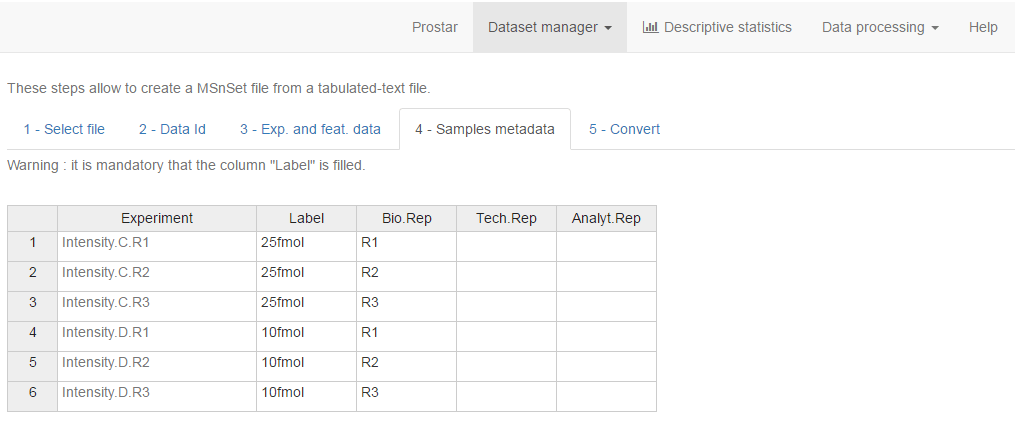 Prostar Dataset manager Descriptive statistics Data processing Help
These steps allow to create a MSnSet file from a tabulated-text file.
1 - Select file 2 - Data Id 3 - Exp. and feat. data 4 - Samples metadata 5 - Convert
Warning : it is mandatory that the column "Label" is filled.
Experiment Label Bio.Rep Tech.Rep Analyt.Rep
1 Intensity.C.R1 25fmol R1
2 Intensity.C.R2 25fmol R2
3 Intensity.C.R3 25fmol R3
4 Intensity.D.R1 10fmol R1
5 Intensity.D.R2 10fmol R2
6 Intensity.D.R3 10fmol R3